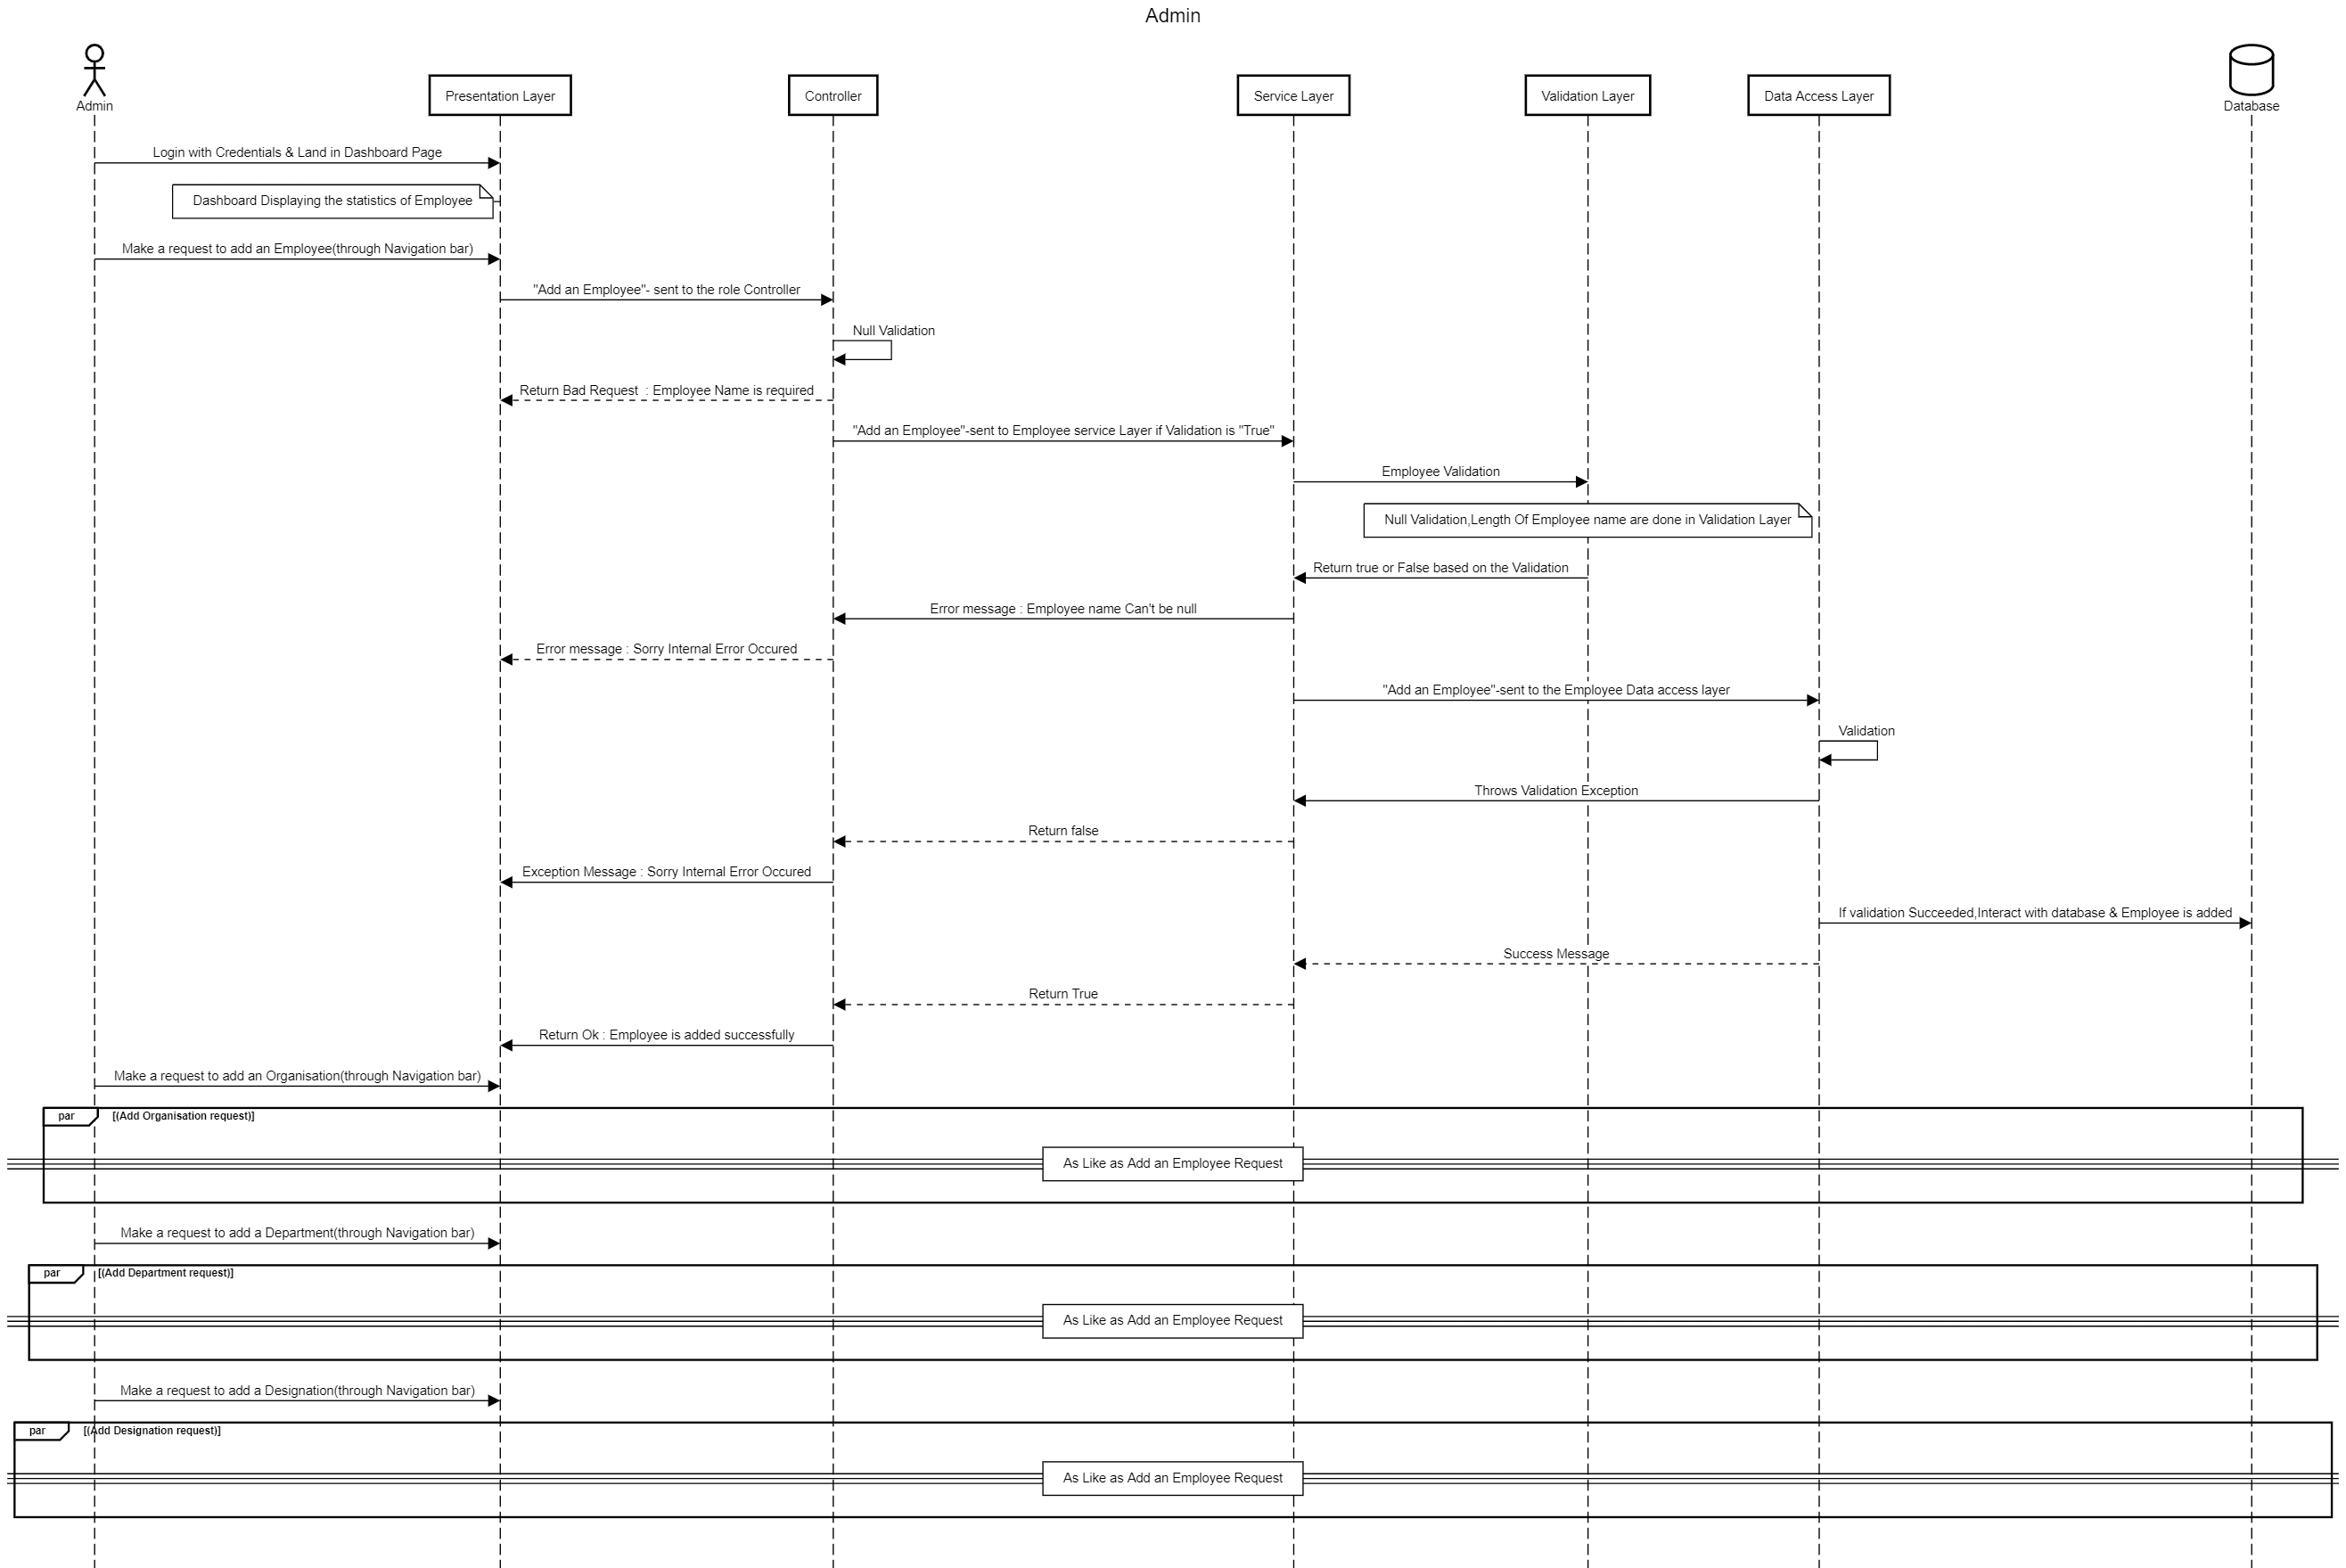 Admin
Admin
Presentation Layer
Controller
Service Layer
Validation Layer
Data Access Layer
Database
Login with Credentials & Land in Dashboard Page
Dashboard Displaying the statistics of Employee
Make a request to add an Employee(through Navigation bar)
"Add an Employee"- sent to the role Controller
Null Validation
Return Bad Request  : Employee Name is required
"Add an Employee"-sent to Employee service Layer if Validation is "True"
Employee Validation
Null Validation,Length Of Employee name are done in Validation Layer
Return true or False based on the Validation
Error message : Employee name Can't be null
Error message : Sorry Internal Error Occured
"Add an Employee"-sent to the Employee Data access layer
Validation
Throws Validation Exception
Return false
Exception Message : Sorry Internal Error Occured
If validation Succeeded,Interact with database & Employee is added
Success Message
Return True
Return Ok : Employee is added successfully
Make a request to add an Organisation(through Navigation bar)
par [(Add Organisation request)]
As Like as Add an Employee Request
Make a request to add a Department(through Navigation bar)
par [(Add Department request)]
As Like as Add an Employee Request
Make a request to add a Designation(through Navigation bar)
par [(Add Designation request)]
As Like as Add an Employee Request